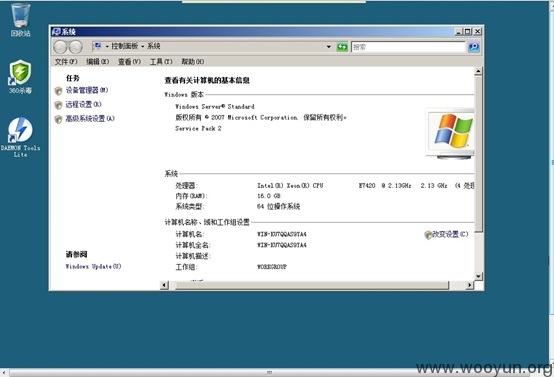 回收站
360杀毒
DAEMON Tools
Lite
系统
控制面板 系统
搜索
文件(F) 编辑(E) 查看(V) 工具(T) 帮助(H)
任务
设备管理器(M)
远程设置(R)
高级系统设置(A)
请参阅
Windows Update(U)
查看有关计算机的基本信息
Windows 版本
Windows Server® Standard
版权所有 © 2007 Microsoft Corporation. 保留所有权利。
Service Pack 2
系统
处理器: Intel(R) Xeon(R) CPU E7420 @ 2.13GHz 2.13 GHz (4 处理
内存(RAM): 16.0 GB
系统类型: 64 位操作系统
计算机名称、域和工作组设置
计算机名: 改变设置(C)
计算机全名:
计算机描述:
工作组: WORKGROUP
www.wooyun.org